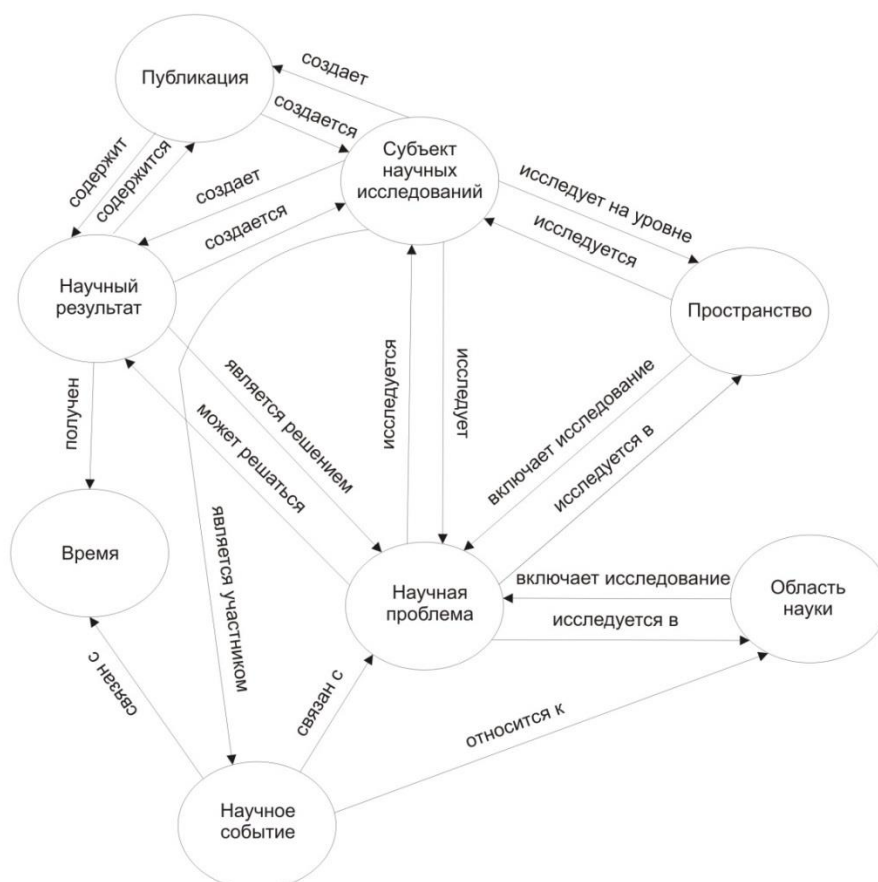 создает
Публикация
создается
Субъект
научных
исследований
содержит
содержится
создает
создается
исследует на уровне
исследуется
Научный
результат
Пространство
получен
является решением
может решаться
исследуется
исследует
включает исследование
исследуется в
является участником
Время
Научная
проблема
включает исследование
исследуется в
Область
науки
связан с
связан с
относится к
Научное
событие